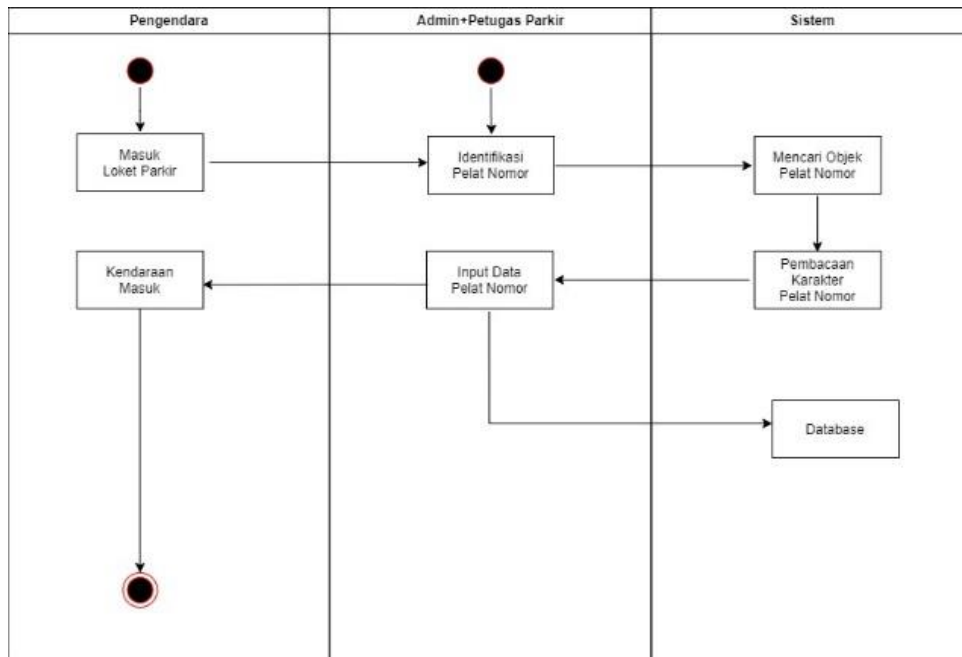 Pengendara
Admin+Petugas Parkir
Sistem
Masuk
Loket Parkir
Identifikasi
Pelat Nomor
Mencari Objek
Pelat Nomor
Kendaraan
Masuk
Input Data
Pelat Nomor
Pembacaan
Karakter
Pelat Nomor
Database